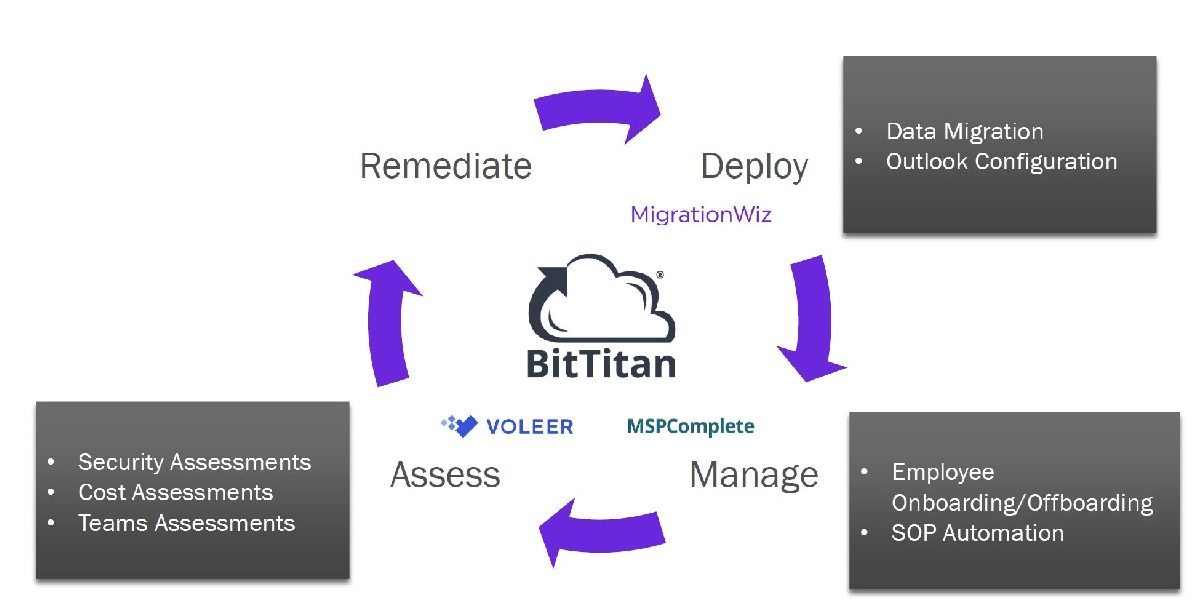 Remediate
Deploy
MigrationWiz
• Data Migration
• Outlook Configuration
®
BitTitan
VOLEER
MSPComplete
Assess
Manage
• Security Assessments
• Cost Assessments
• Teams Assessments
• Employee
Onboarding/Offboarding
• SOP Automation